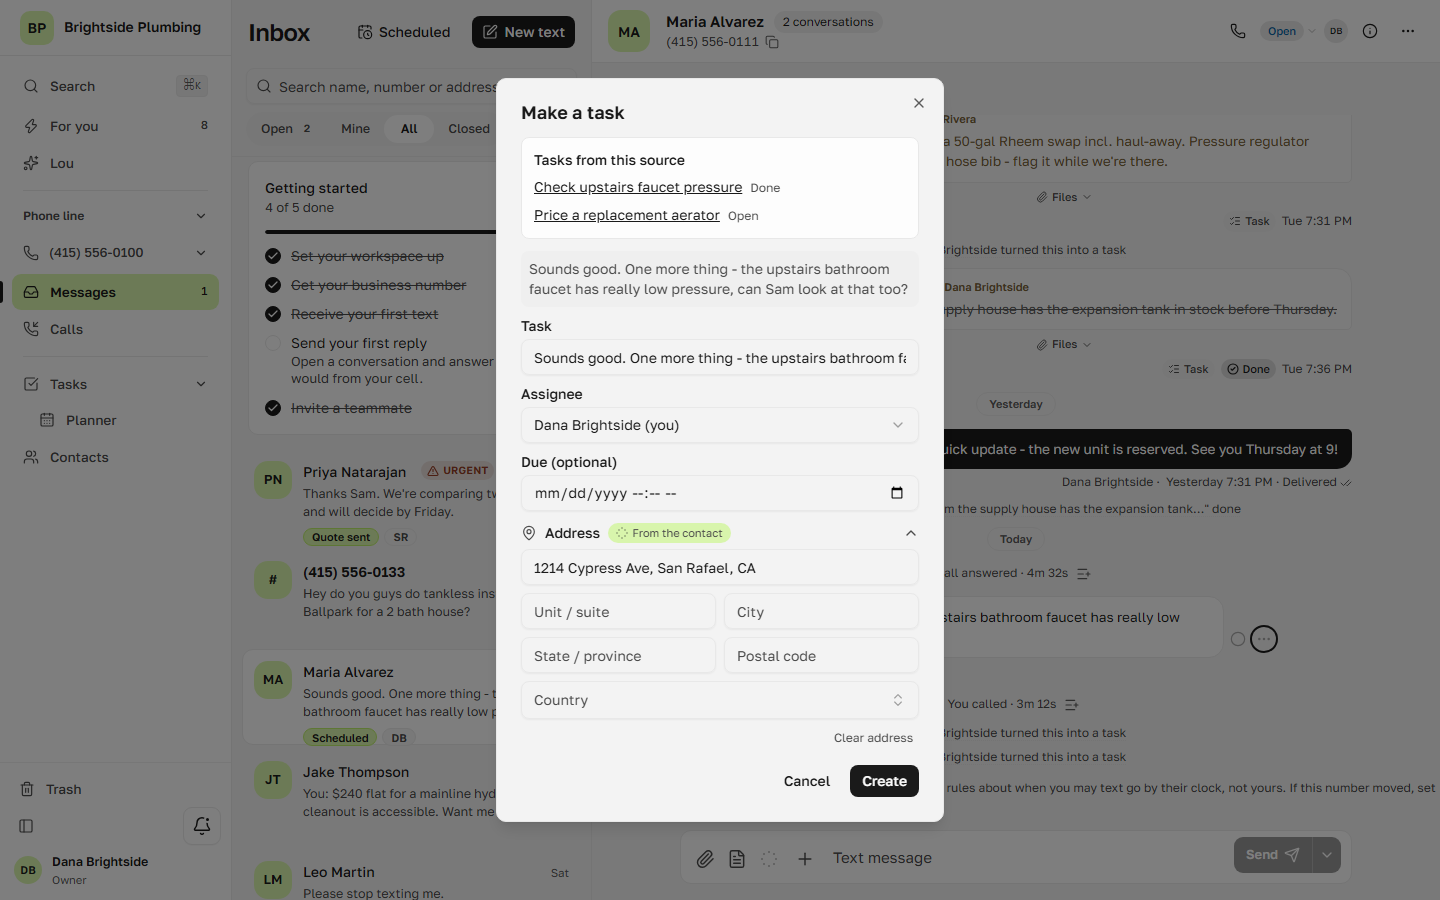 BP
Brightside Plumbing
Search
⌘K
For you
8
Lou
Phone line
(415) 556-0100
Messages
1
Calls
Tasks
Planner
Contacts
Trash
DB
Dana Brightside
Owner
Inbox
Scheduled
New text
Search name, number or address
Open 2
Mine
All
Closed
Getting started
4 of 5 done
Set your workspace up
Get your business number
Receive your first text
Send your first reply
Open a conversation and answer
would from your cell.
Invite a teammate
PN
Priya Natarajan
URGENT
Thanks Sam. We're comparing tw
and will decide by Friday.
Quote sent
SR
#
(415) 556-0133
Hey do you guys do tankless ins
Ballpark for a 2 bath house?
MA
Maria Alvarez
Sounds good. One more thing - t
bathroom faucet has really low p
Scheduled
DB
JT
Jake Thompson
You: $240 flat for a mainline hyd
cleanout is accessible. Want me
LM
Leo Martin
Sat
Please stop texting me.
MA
Maria Alvarez
2 conversations
(415) 556-0111
Open
DB
Rivera
a 50-gal Rheem swap incl. haul-away. Pressure regulator
hose bib - flag it while we're there.
Files
Task
Tue 7:31 PM
Brightside turned this into a task
Dana Brightside
pply house has the expansion tank in stock before Thursday.
Files
Task
Done
Tue 7:36 PM
Yesterday
uick update - the new unit is reserved. See you Thursday at 9!
Dana Brightside · Yesterday 7:31 PM · Delivered
m the supply house has the expansion tank..." done
Today
all answered · 4m 32s
stairs bathroom faucet has really low
You called · 3m 12s
Brightside turned this into a task
Brightside turned this into a task
rules about when you may text go by their clock, not yours. If this number moved, set
Text message
Send
Make a task
Tasks from this source
Check upstairs faucet pressure Done
Price a replacement aerator Open
Sounds good. One more thing - the upstairs bathroom
faucet has really low pressure, can Sam look at that too?
Task
Sounds good. One more thing - the upstairs bathroom fa
Assignee
Dana Brightside (you)
Due (optional)
mm/dd/yyyy --:-- --
Address
From the contact
1214 Cypress Ave, San Rafael, CA
Unit / suite
City
State / province
Postal code
Country
Clear address
Cancel
Create